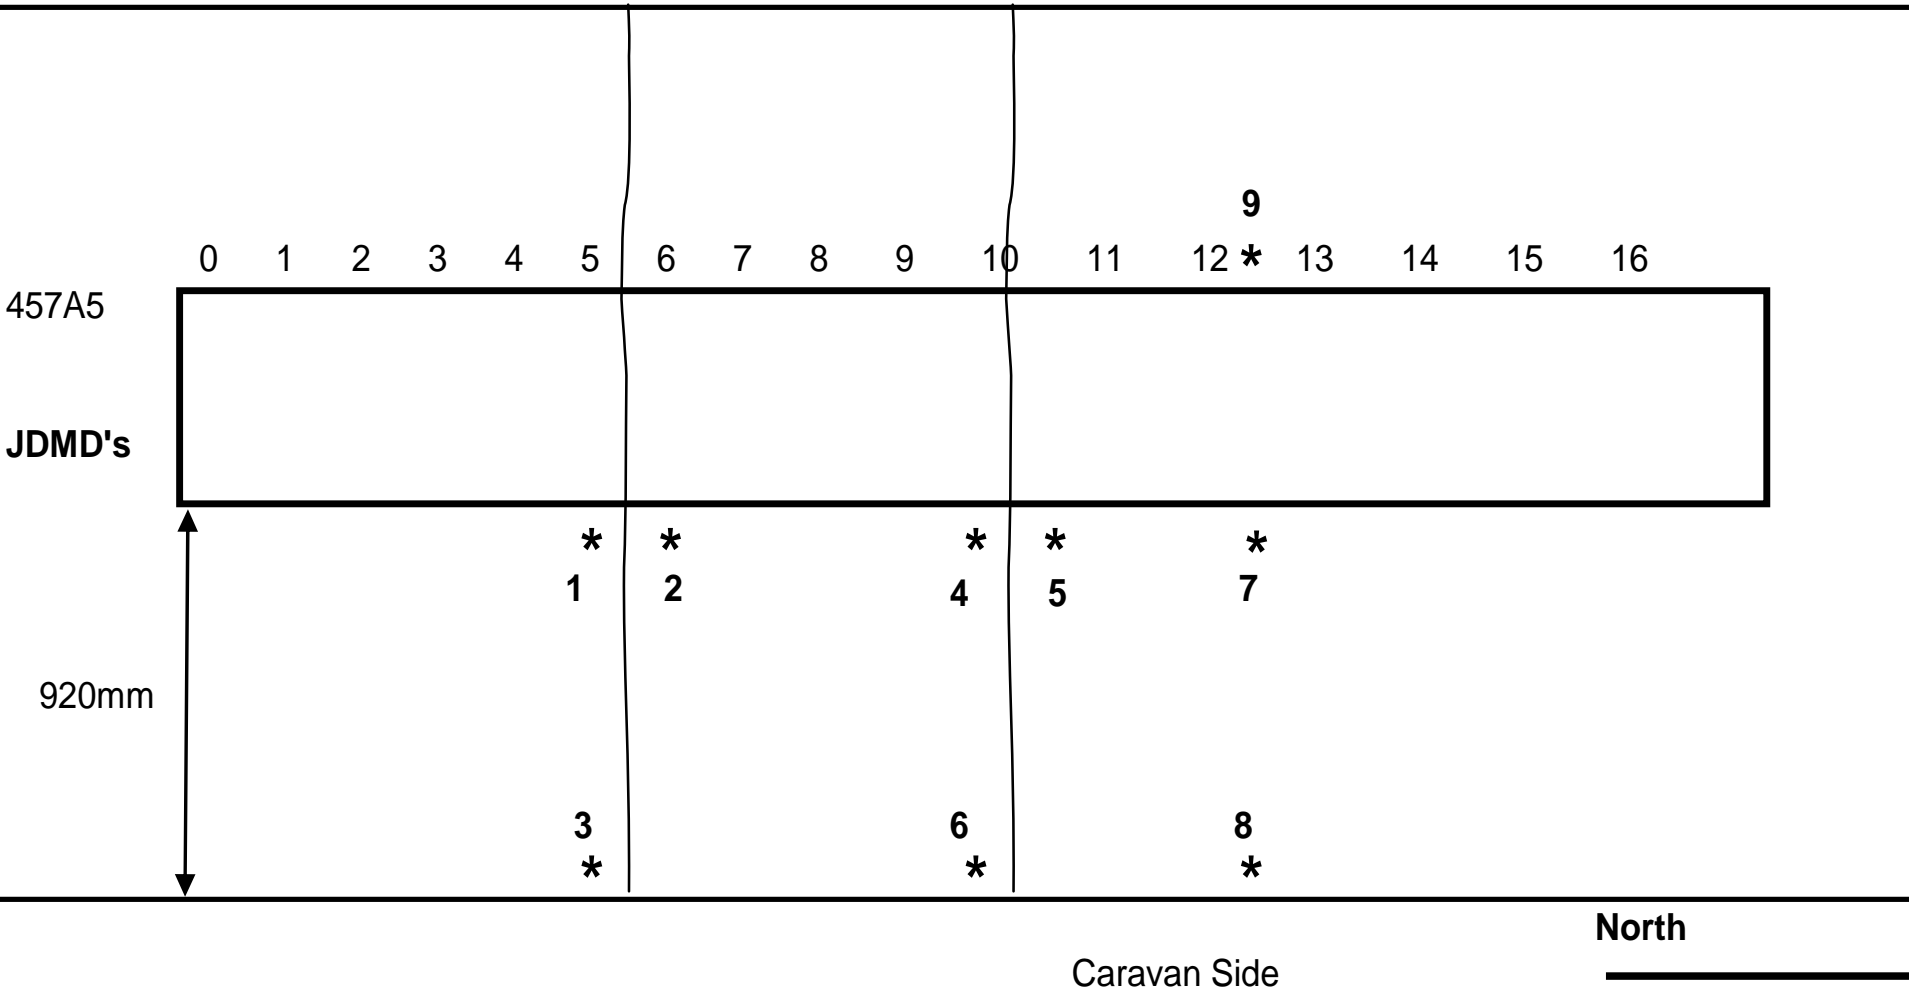 9
0 1 2 3 4 5 6 7 8 9 10 11 12 * 13 14 15 16
457A5
JDMD's
* * * * *
1 2 4 5 7
920mm
3 6 8
* * *
North
Caravan Side